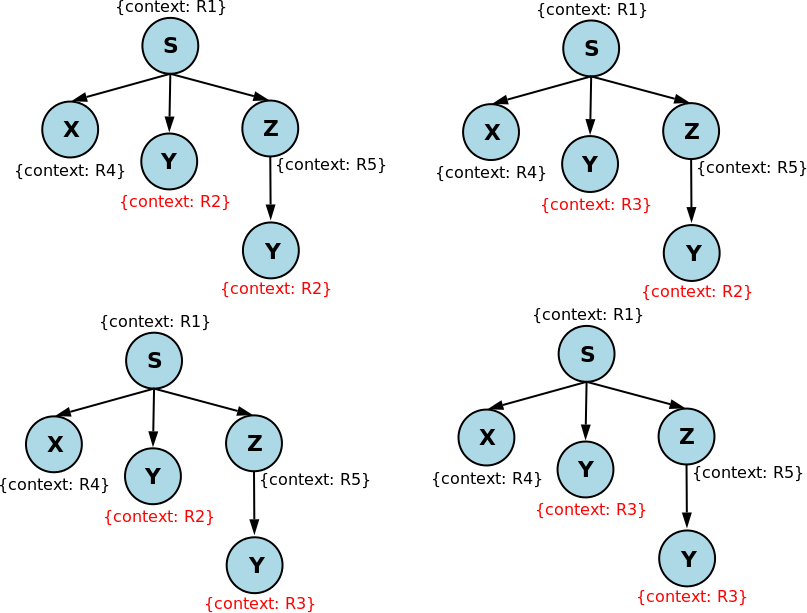 {context: R1}
S
X
{context: R4}
Y
{context: R2}
Z
{context: R5}
Y
{context: R2}
{context: R1}
S
X
{context: R4}
Y
{context: R3}
Z
{context: R5}
Y
{context: R2}
{context: R1}
S
X
{context: R4}
Y
{context: R2}
Z
{context: R5}
Y
{context: R3}
{context: R1}
S
X
{context: R4}
Y
{context: R3}
Z
{context: R5}
Y
{context: R3}